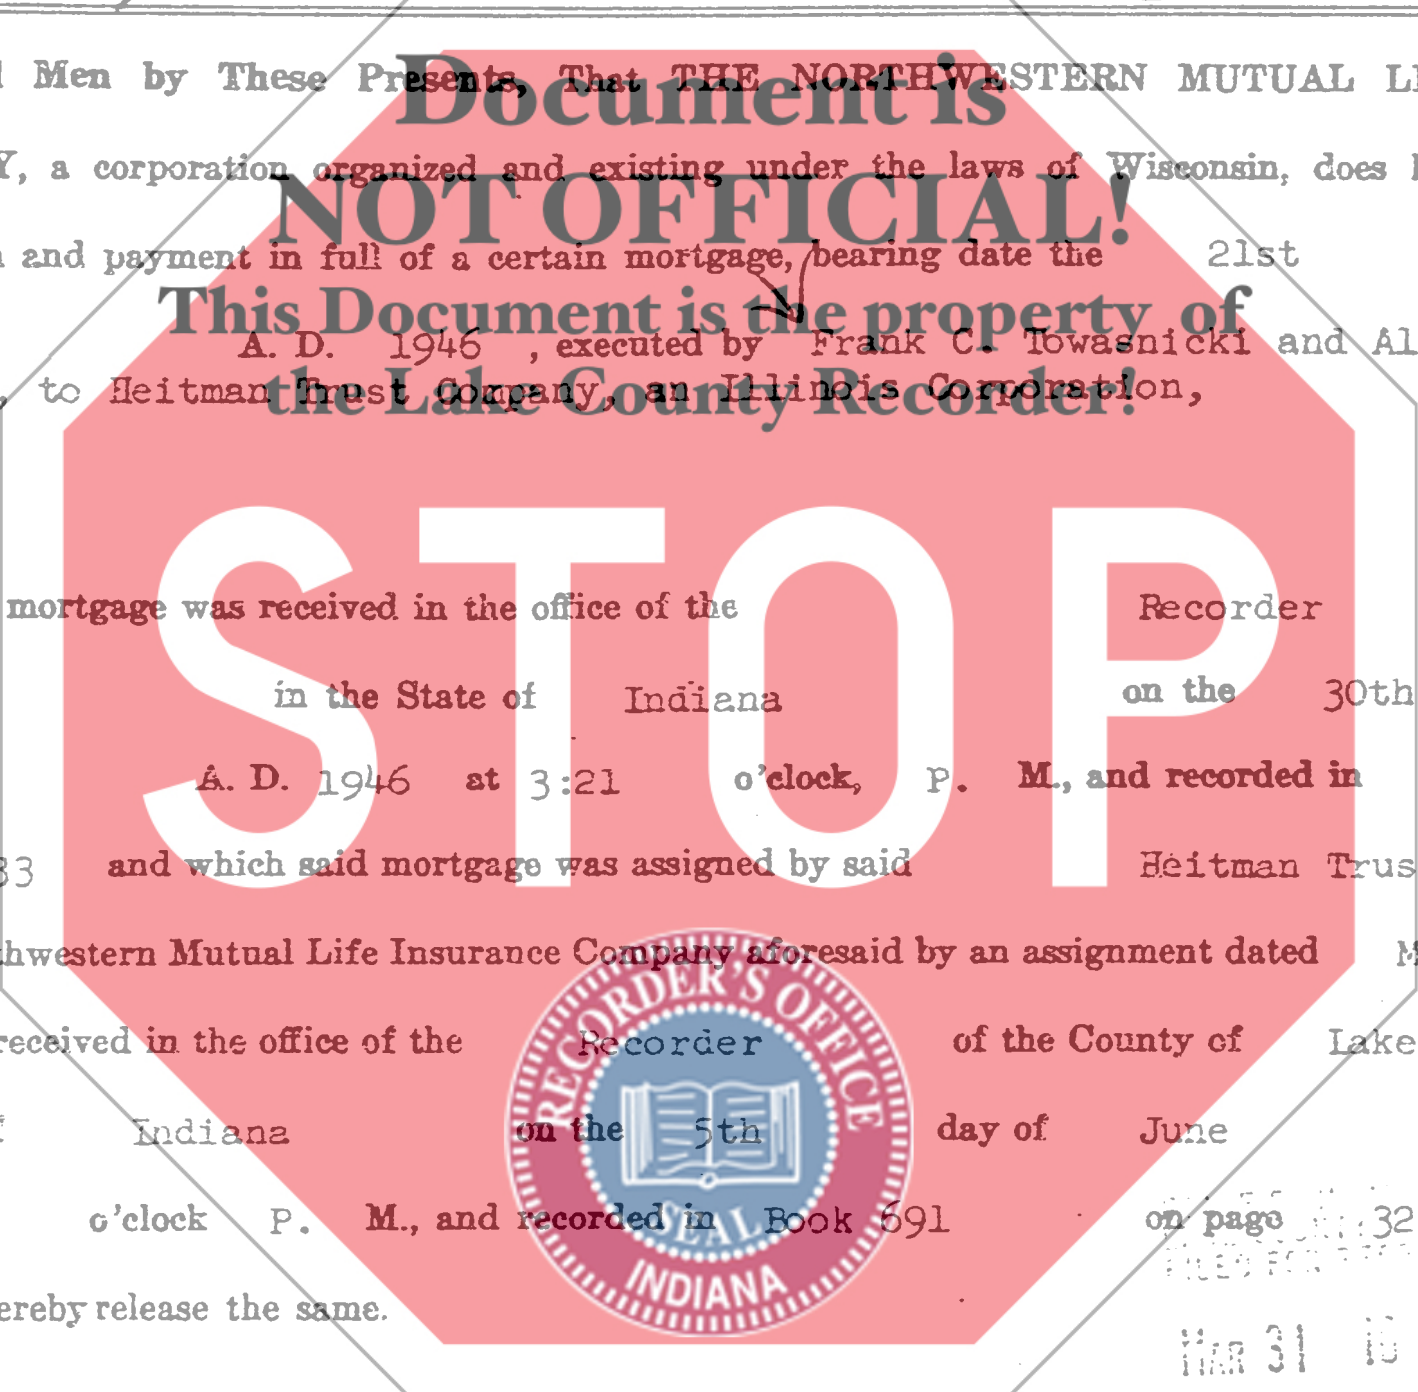 Men by These Presents, That THE NORTHWESTERN MUTUAL
Document is
Y, a corporation organized and existing under the laws of Wisconsin, does
NOT OFFICIAL!
and payment in full of a certain mortgage, bearing date the 21st
This Document is the property of
A. D. 1946 , executed by Frank C. Towasnicki and Al
the Lake County Recorder!
, to Heitman Trust Company, an Illinois Corporation,
STOP
mortgage was received in the office of the Recorder
in the State of Indiana on the 30th
A. D. 1946 at 3:21 o'clock, P. M., and recorded in
33 and which said mortgage was assigned by said Heitman Trus
hwestern Mutual Life Insurance Company aforesaid by an assignment dated M
RECORDER'S OFFICE
received in the office of the Recorder of the County of Lake
Indiana on the 5th day of June
o'clock P. M., and recorded in Book 691 on page 32
SEAL
INDIANA
FILED FOR
ereby release the same.
MAR 31